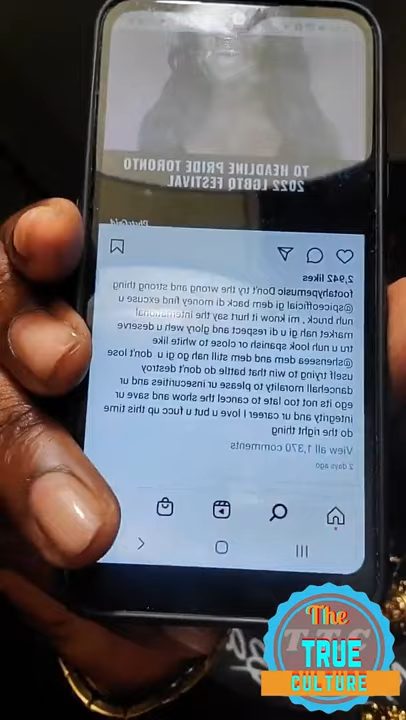 TO HEADLINE PRIDE TORONTO
2022 LGBTQ FESTIVAL
2,942 likes
footahypemusic Don't try the wrong and strong thing
@spiceofficial gi dem back di money find excuse u
nuh bruck , mi know it hurt say the international
market nah gi u di respect and glory weh u deserve
tru u nuh look spanish or close to white like
@shenseea dem and dem still nah go gi u don't lose
uself trying to win that battle do don't destroy
dancehall morality to please ur insecurities and ur
ego its not too late to cancel the show and save ur
integrity and ur career I love u but u fucc up this time
do the right thing
View all 1,370 comments
2 days ago
The
TRUE
CULTURE